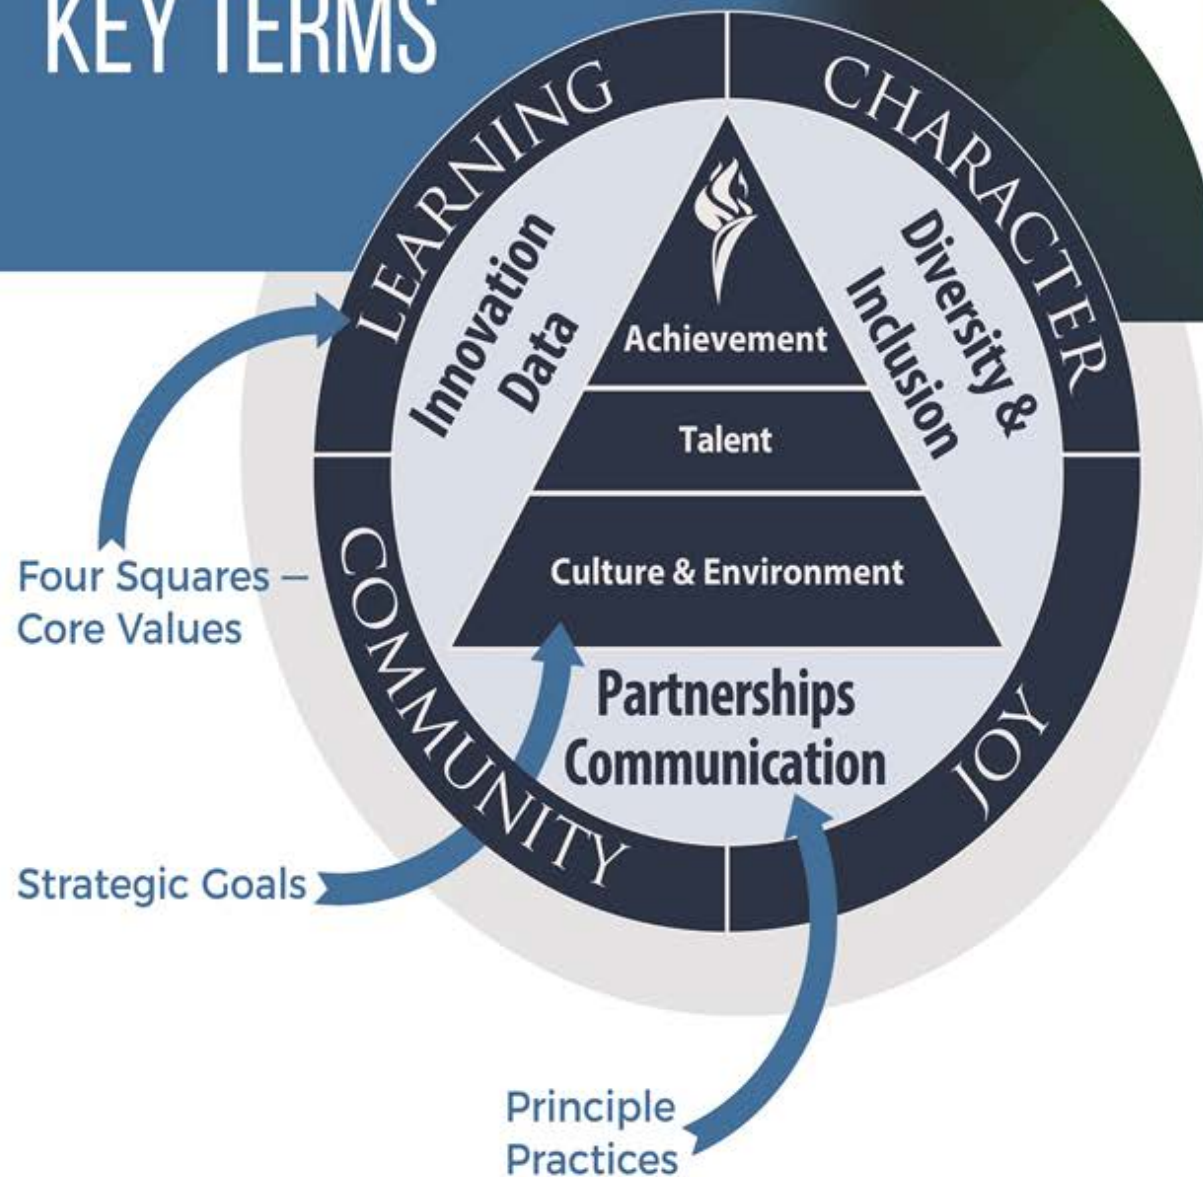 KEY TERMS
LEARNING
CHARACTER
Innovation
Data
Diversity &
Inclusion
Achievement
Talent
Culture & Environment
Partnerships
Communication
COMMUNITY
JOY
Four Squares –
Core Values
Strategic Goals
Principle
Practices